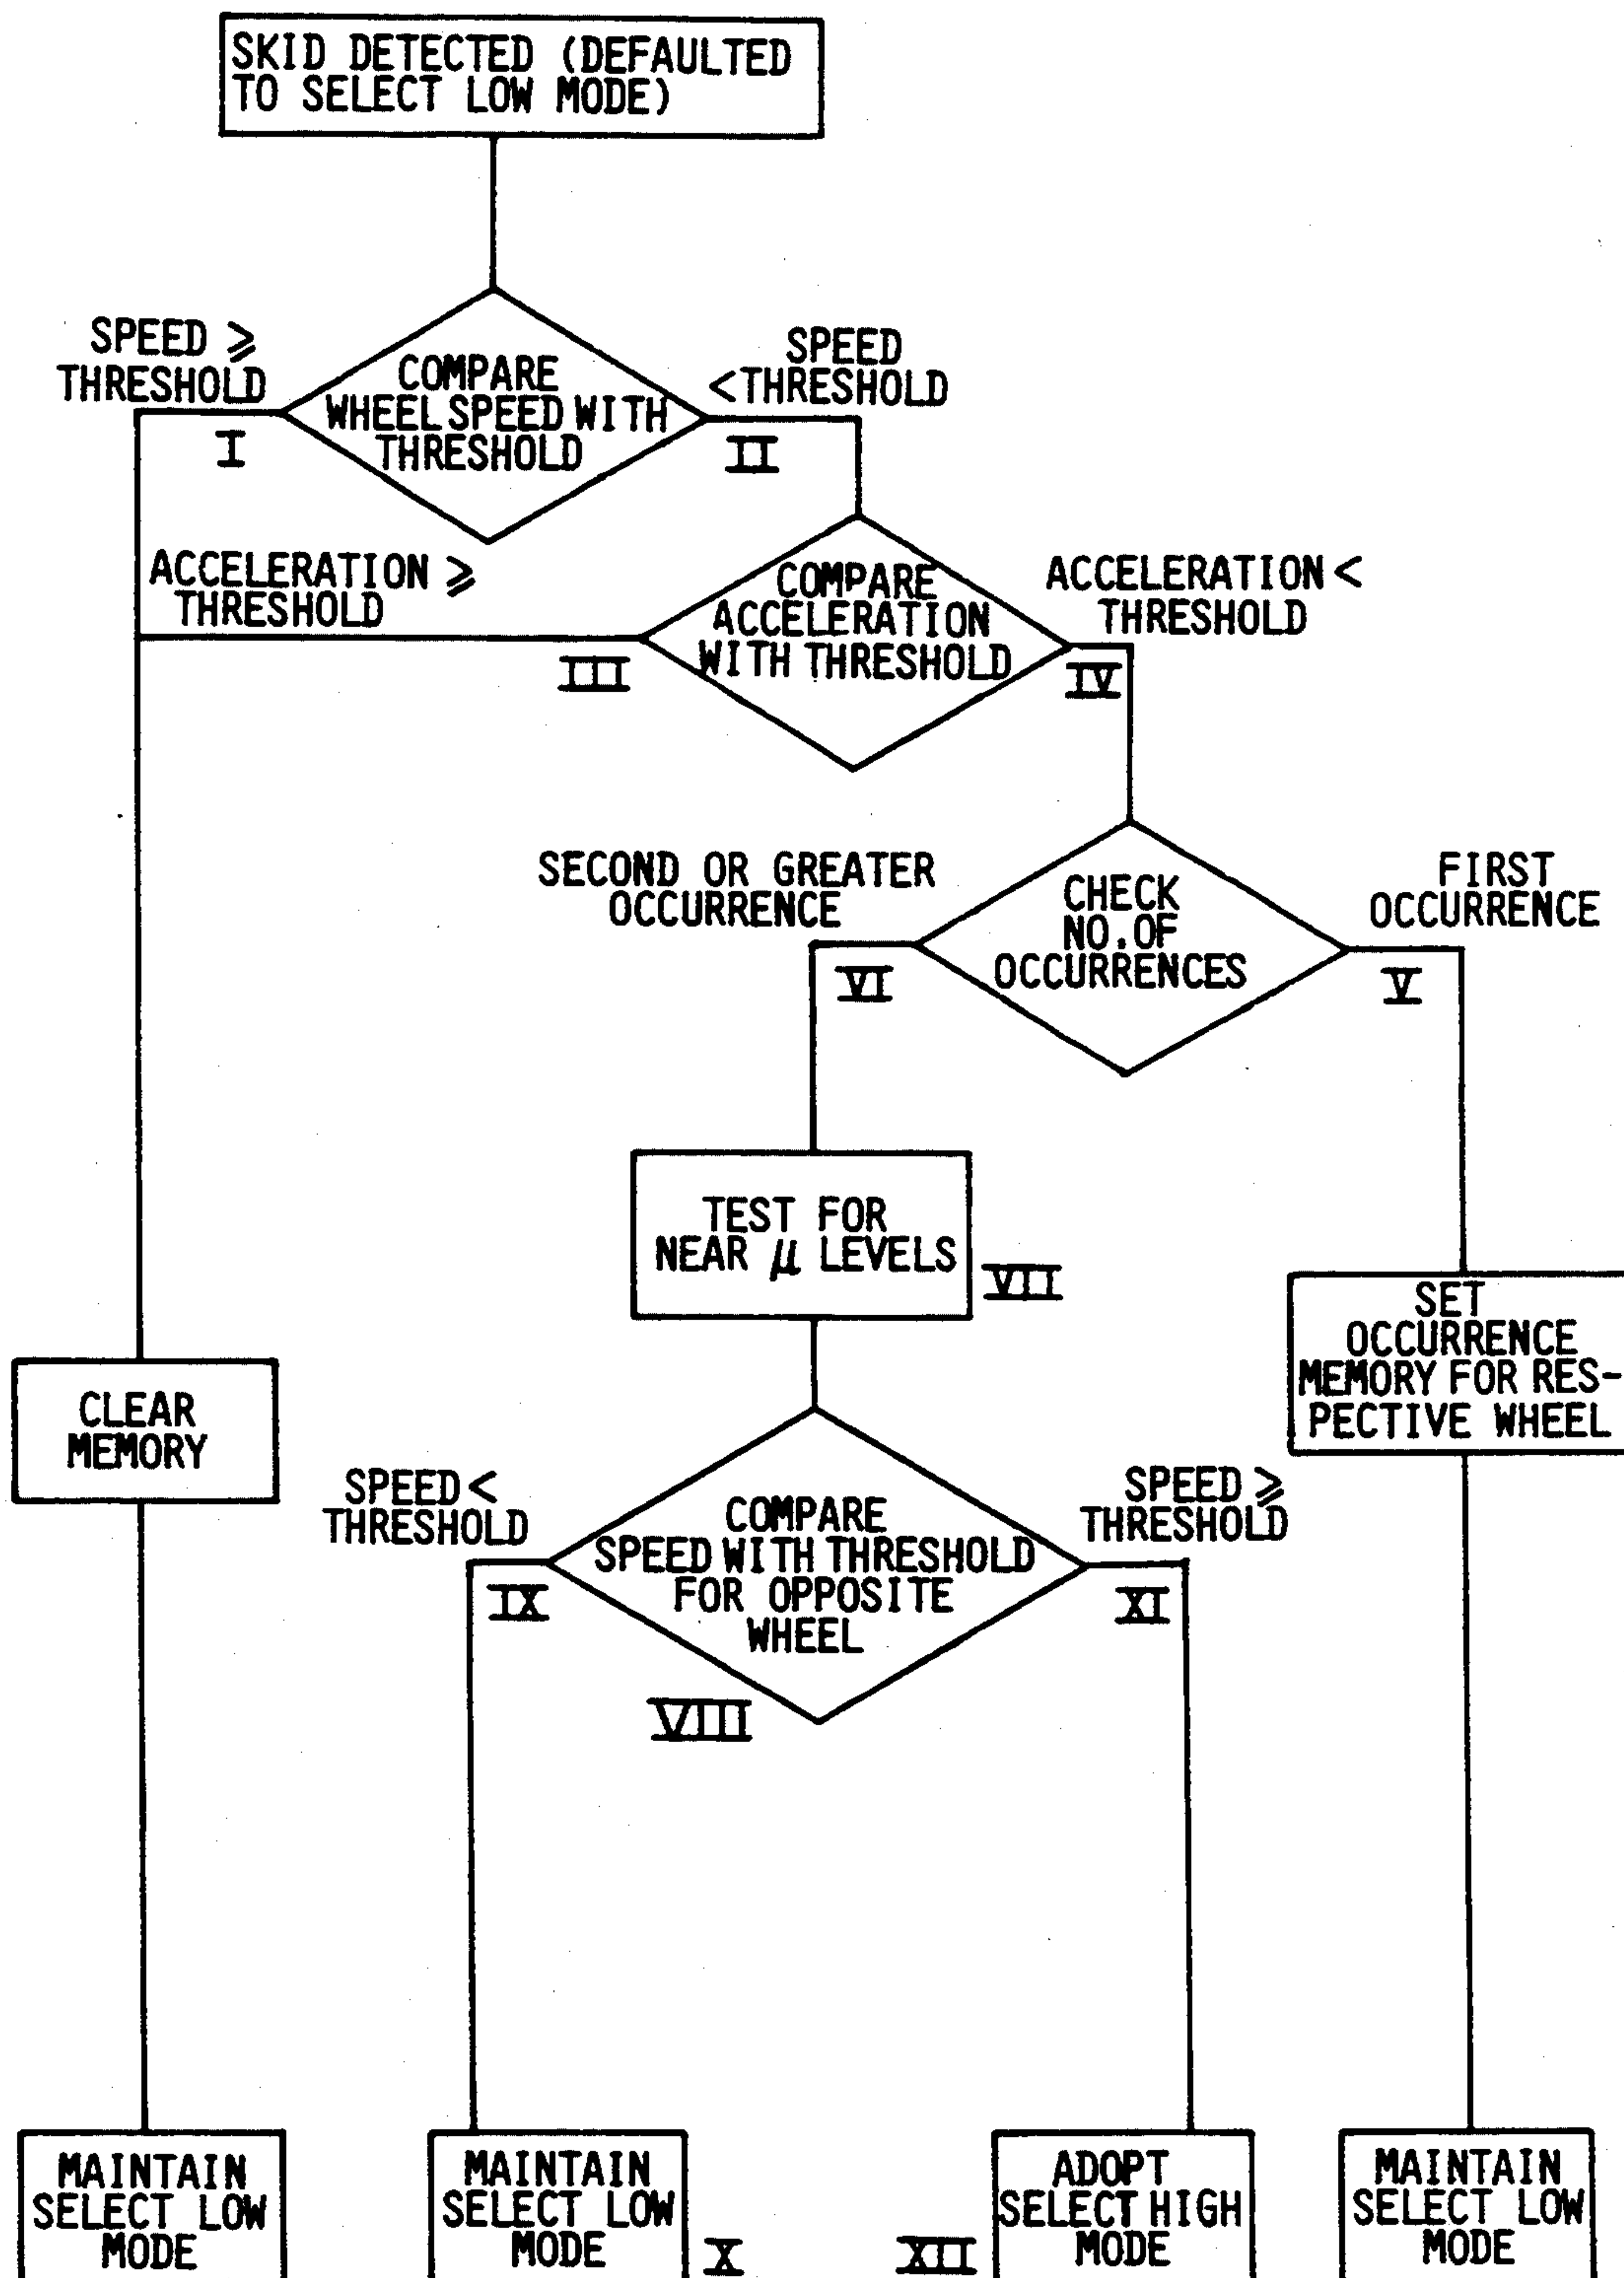 SKID DETECTED (DEFAULTED
TO SELECT LOW MODE)
SPEED ⩾
THRESHOLD
I
COMPARE
WHEEL SPEED WITH
THRESHOLD
SPEED
< THRESHOLD
II
ACCELERATION ⩾
THRESHOLD
III
COMPARE
ACCELERATION
WITH THRESHOLD
ACCELERATION <
THRESHOLD
IV
SECOND OR GREATER
OCCURRENCE
VI
CHECK
NO. OF
OCCURRENCES
FIRST
OCCURRENCE
V
TEST FOR
NEAR μ LEVELS
VII
SET
OCCURRENCE
MEMORY FOR RES-
PECTIVE WHEEL
CLEAR
MEMORY
SPEED <
THRESHOLD
IX
COMPARE
SPEED WITH THRESHOLD
FOR OPPOSITE
WHEEL
VIII
SPEED ⩾
THRESHOLD
XI
MAINTAIN
SELECT LOW
MODE
MAINTAIN
SELECT LOW
MODE
X
XII
ADOPT
SELECT HIGH
MODE
MAINTAIN
SELECT LOW
MODE